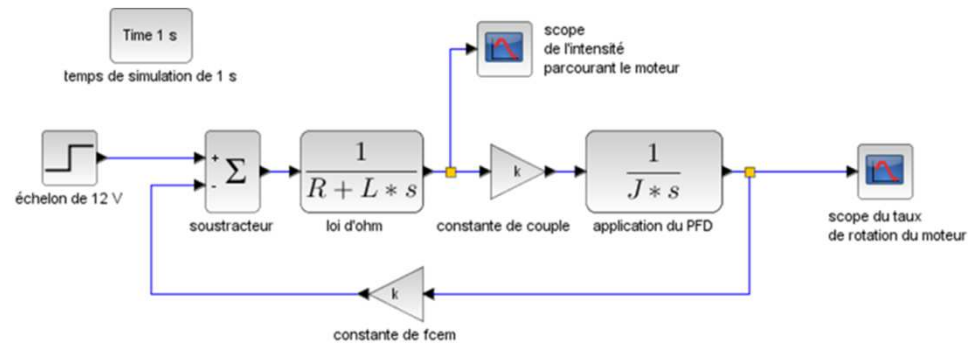 Time 1 s
temps de simulation de 1 s
scope
de l'intensité
parcourant le moteur
échelon de 12 V
+
-
Σ
soustracteur
1
R + L * s
loi d'ohm
k
constante de couple
1
J * s
application du PFD
scope du taux
de rotation du moteur
k
constante de fcem